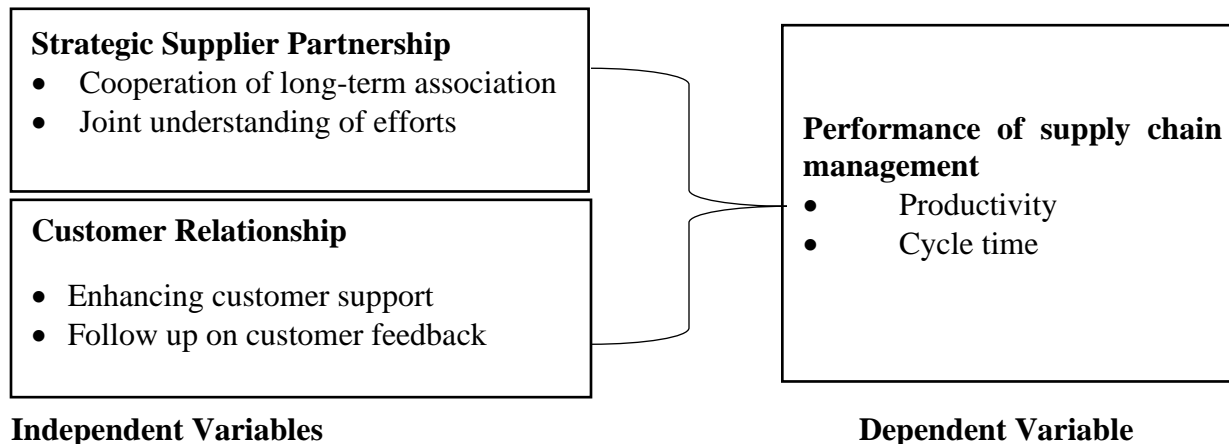 Strategic Supplier Partnership
• Cooperation of long-term association
• Joint understanding of efforts
Customer Relationship
• Enhancing customer support
• Follow up on customer feedback
Independent Variables
Performance of supply chain
management
• Productivity
• Cycle time
Dependent Variable